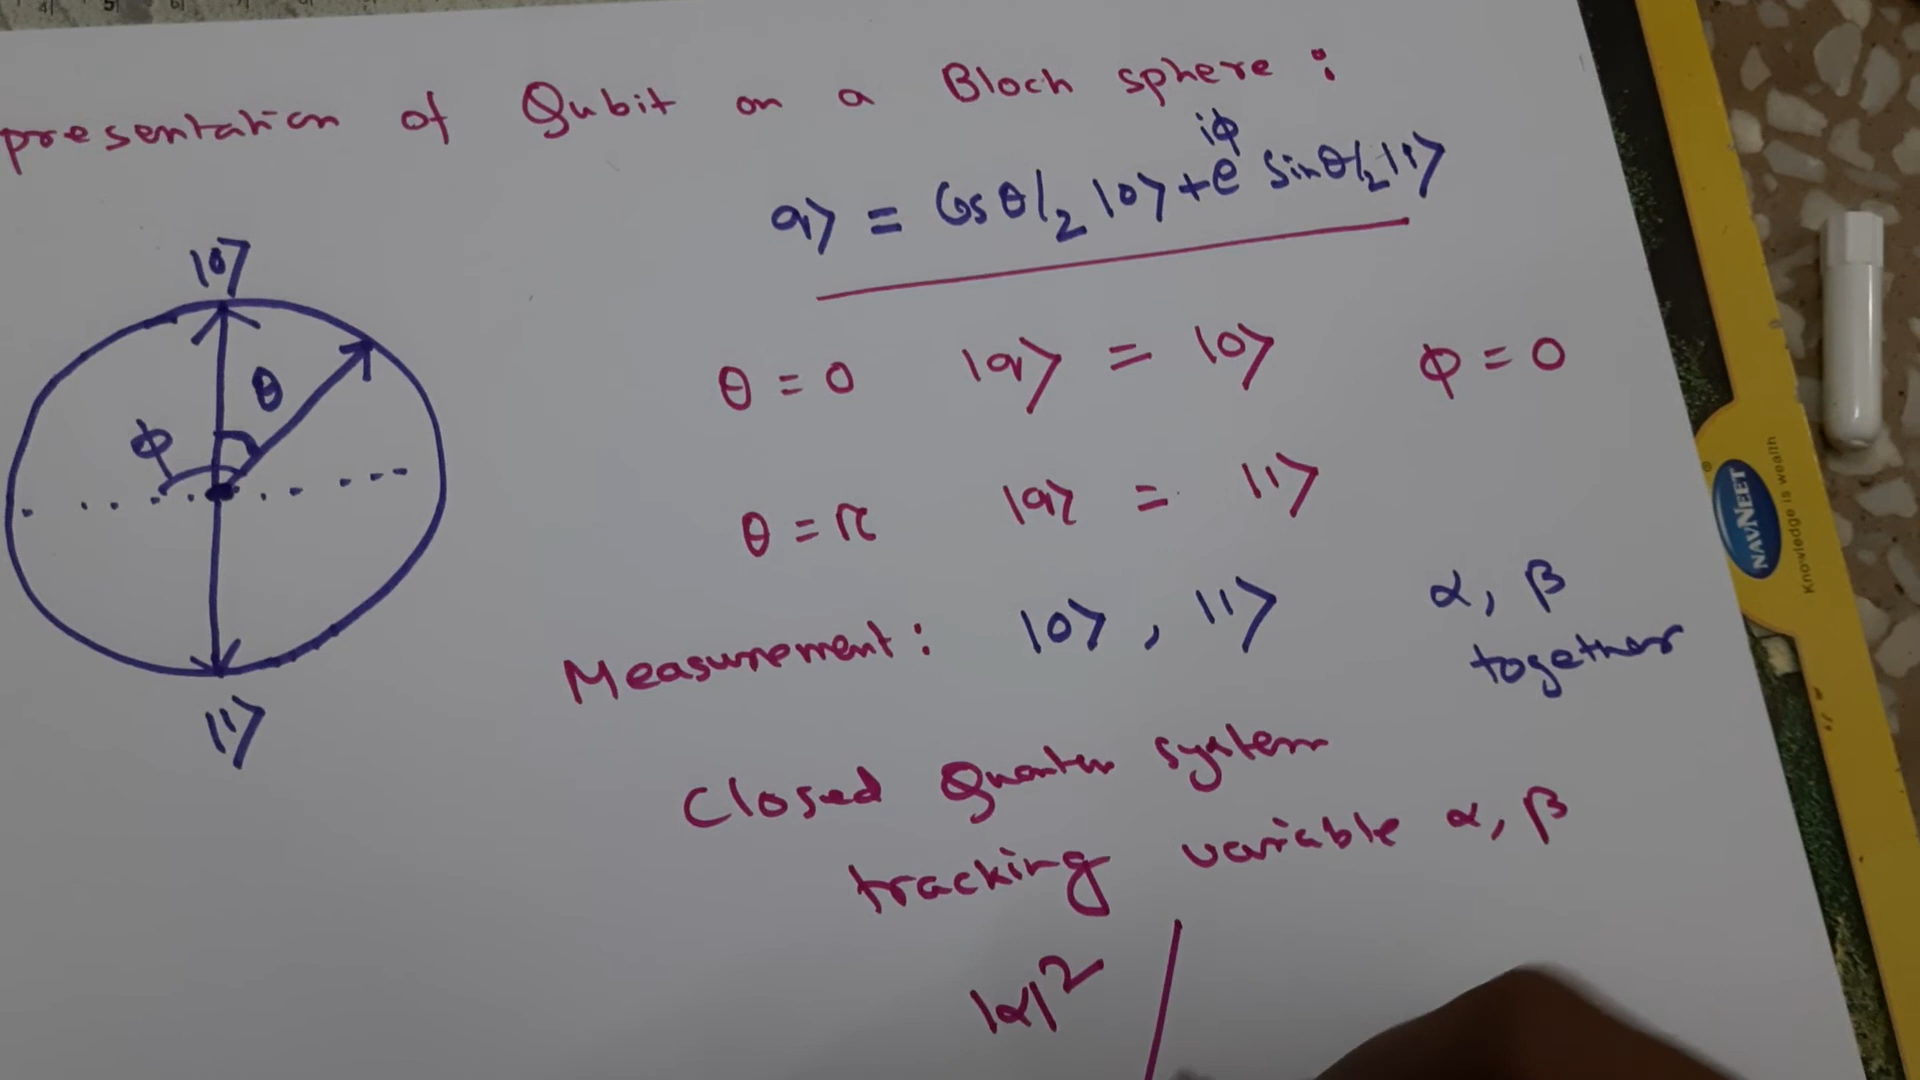 presentation of Qubit on a Bloch sphere :
q⟩ = Cos θ/2 |0⟩ + e^iφ sin θ/2 |1⟩
|0⟩
θ
φ
|1⟩
θ = 0 |q⟩ = |0⟩ φ = 0
θ = π |q⟩ = |1⟩
Measurement : |0⟩ , |1⟩ α, β
together
Closed Quantum system
tracking variable α, β
|α|² /
NAVNEET
Knowledge is wealth